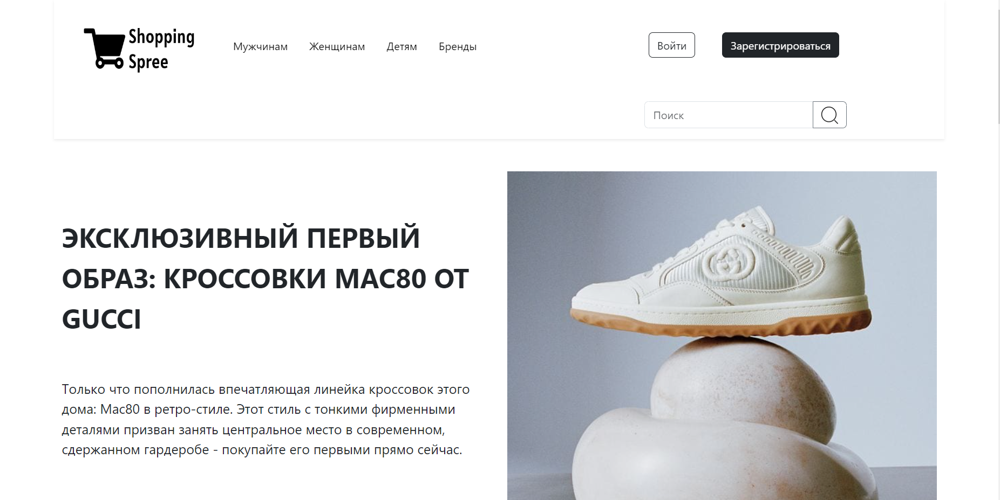 Shopping
Spree
Мужчинам Женщинам Детям Бренды
Войти Зарегистрироваться
Поиск
ЭКСКЛЮЗИВНЫЙ ПЕРВЫЙ
ОБРАЗ: КРОССОВКИ MAC80 ОТ
GUCCI
Только что пополнилась впечатляющая линейка кроссовок этого
дома: Mac80 в ретро-стиле. Этот стиль с тонкими фирменными
деталями призван занять центральное место в современном,
сдержанном гардеробе - покупайте его первыми прямо сейчас.